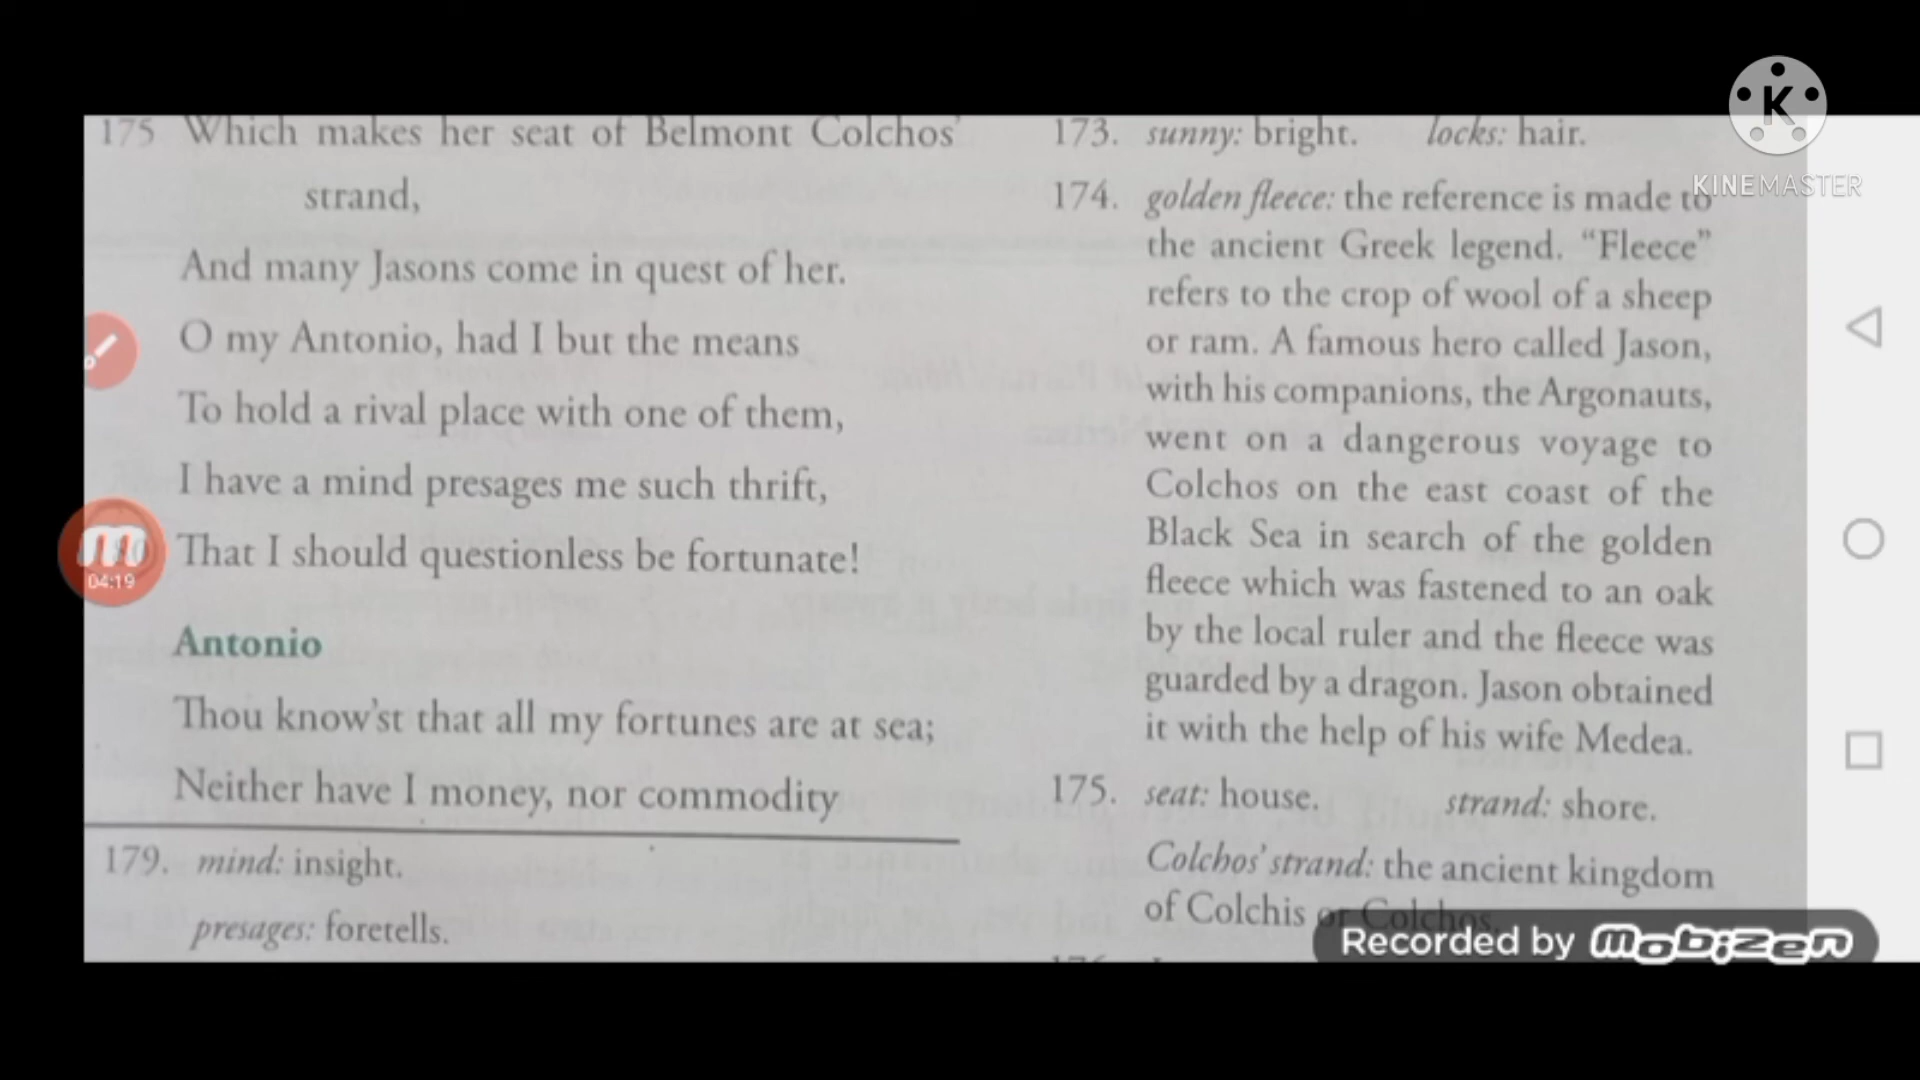 175 Which makes her seat of Belmont Colchos'
strand,
And many Jasons come in quest of her.
O my Antonio, had I but the means
To hold a rival place with one of them,
I have a mind presages me such thrift,
180 That I should questionless be fortunate!
Antonio
Thou know'st that all my fortunes are at sea;
Neither have I money, nor commodity
179. mind: insight.
presages: foretells.
173. sunny: bright. locks: hair.
174. golden fleece: the reference is made to
the ancient Greek legend. “Fleece”
refers to the crop of wool of a sheep
or ram. A famous hero called Jason,
with his companions, the Argonauts,
went on a dangerous voyage to
Colchos on the east coast of the
Black Sea in search of the golden
fleece which was fastened to an oak
by the local ruler and the fleece was
guarded by a dragon. Jason obtained
it with the help of his wife Medea.
175. seat: house. strand: shore.
Colchos' strand: the ancient kingdom
of Colchis or Colchos.
04:19
K
KINEMASTER
Recorded by mobizen